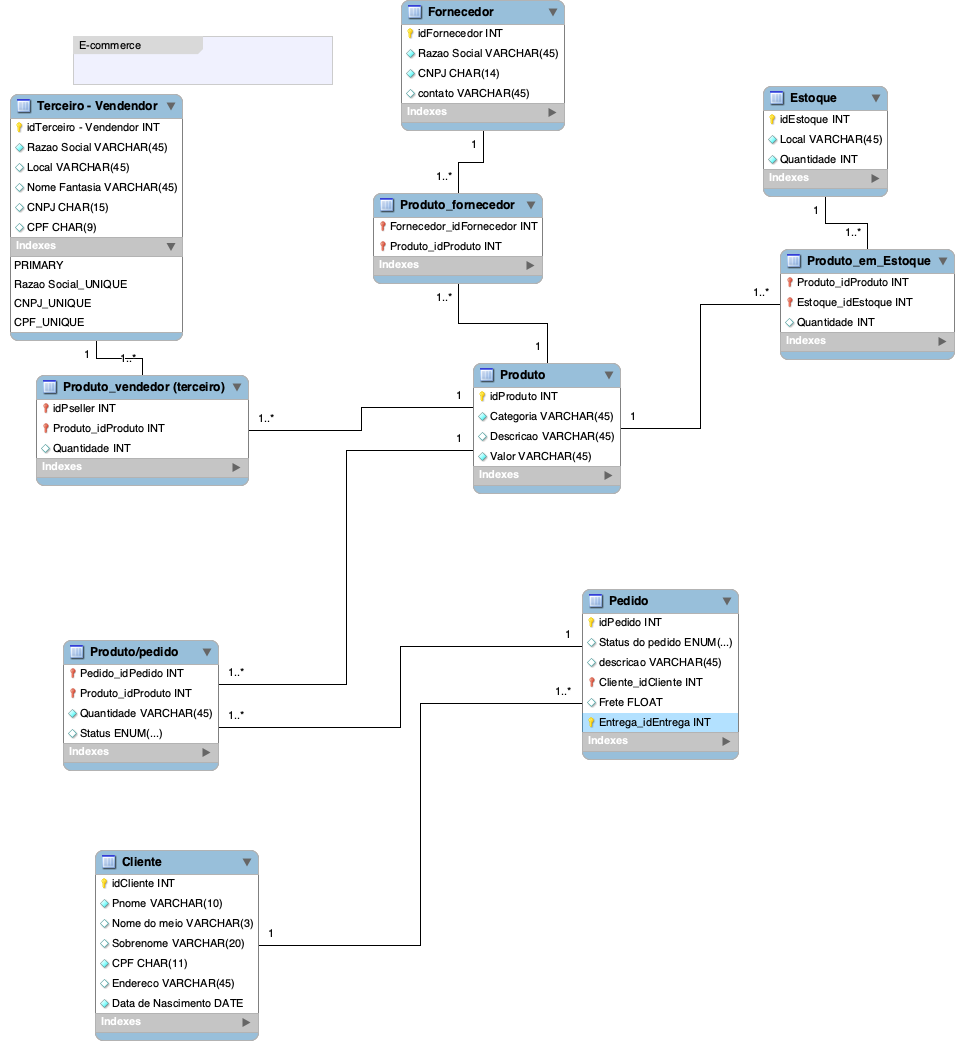 E-commerce
Fornecedor
idFornecedor INT
Razao Social VARCHAR(45)
CNPJ CHAR(14)
contato VARCHAR(45)
Indexes
Terceiro - Vendendor
idTerceiro - Vendendor INT
Razao Social VARCHAR(45)
Local VARCHAR(45)
Nome Fantasia VARCHAR(45)
CNPJ CHAR(15)
CPF CHAR(9)
Indexes
PRIMARY
Razao Social_UNIQUE
CNPJ_UNIQUE
CPF_UNIQUE
Estoque
idEstoque INT
Local VARCHAR(45)
Quantidade INT
Indexes
1
1..*
Produto_fornecedor
Fornecedor_idFornecedor INT
Produto_idProduto INT
Indexes
1..*
1
1
1..*
Produto_em_Estoque
Produto_idProduto INT
Estoque_idEstoque INT
Quantidade INT
Indexes
1..*
1
1
1..*
Produto_vendedor (terceiro)
idPseller INT
Produto_idProduto INT
Quantidade INT
Indexes
1..*
1
Produto
idProduto INT
Categoria VARCHAR(45)
Descricao VARCHAR(45)
Valor VARCHAR(45)
Indexes
1
Pedido
idPedido INT
Status do pedido ENUM(...)
descricao VARCHAR(45)
Cliente_idCliente INT
Frete FLOAT
Entrega_idEntrega INT
Indexes
1
1..*
Produto/pedido
Pedido_idPedido INT
Produto_idProduto INT
Quantidade VARCHAR(45)
Status ENUM(...)
Indexes
1..*
1..*
Cliente
idCliente INT
Pnome VARCHAR(10)
Nome do meio VARCHAR(3)
Sobrenome VARCHAR(20)
CPF CHAR(11)
Endereco VARCHAR(45)
Data de Nascimento DATE
Indexes
1